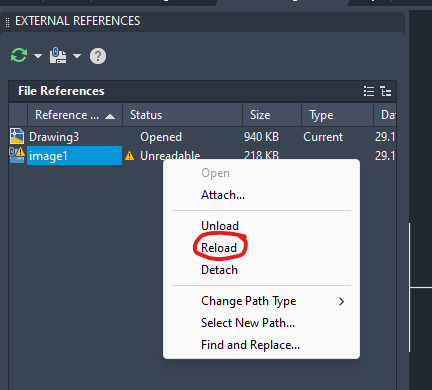 EXTERNAL REFERENCES
File References
Reference ... Status Size Type Da
Drawing3 Opened 940 KB Current 29.1
image1 Unreadable 218 KB 29.1
Open
Attach...
Unload
Reload
Detach
Change Path Type
Select New Path...
Find and Replace...